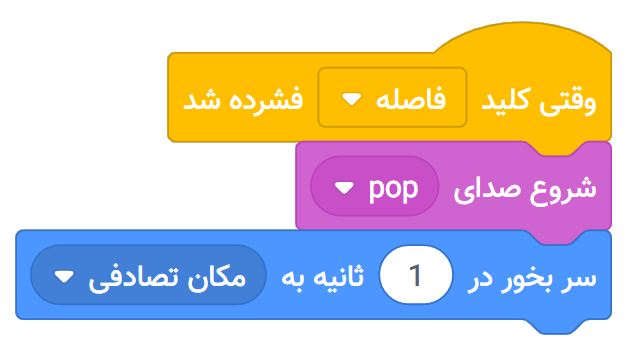 وقتی کلید فاصله فشرده شد
شروع صدای pop
سر بخور در 1 ثانیه به مکان تصادفی